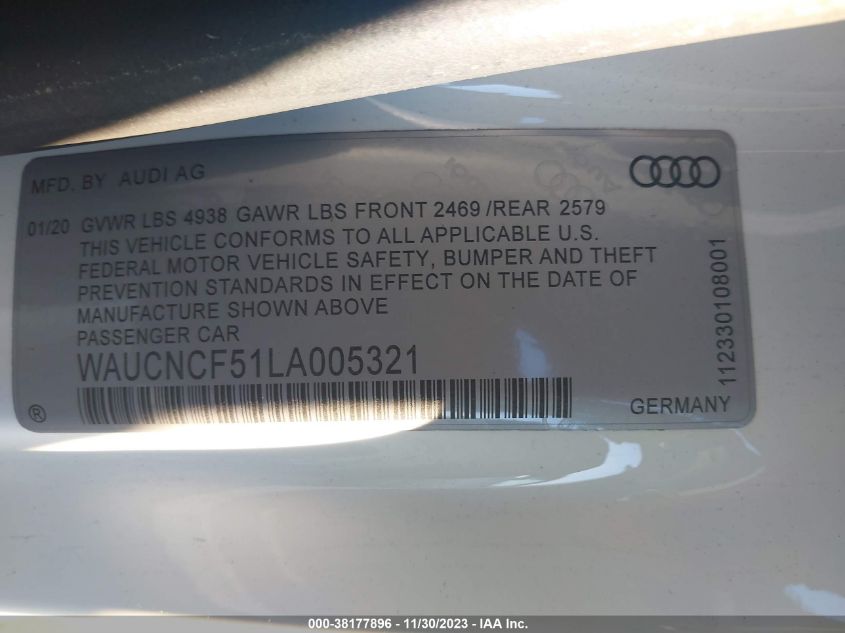 MFD. BY AUDI AG
01/20 GVWR LBS 4938 GAWR LBS FRONT 2469 /REAR 2579
THIS VEHICLE CONFORMS TO ALL APPLICABLE U.S.
FEDERAL MOTOR VEHICLE SAFETY, BUMPER AND THEFT
PREVENTION STANDARDS IN EFFECT ON THE DATE OF
MANUFACTURE SHOWN ABOVE
PASSENGER CAR
WAUCNCF51LA005321
®
GERMANY
112330108001
000-38177896 - 11/30/2023 - IAA Inc.